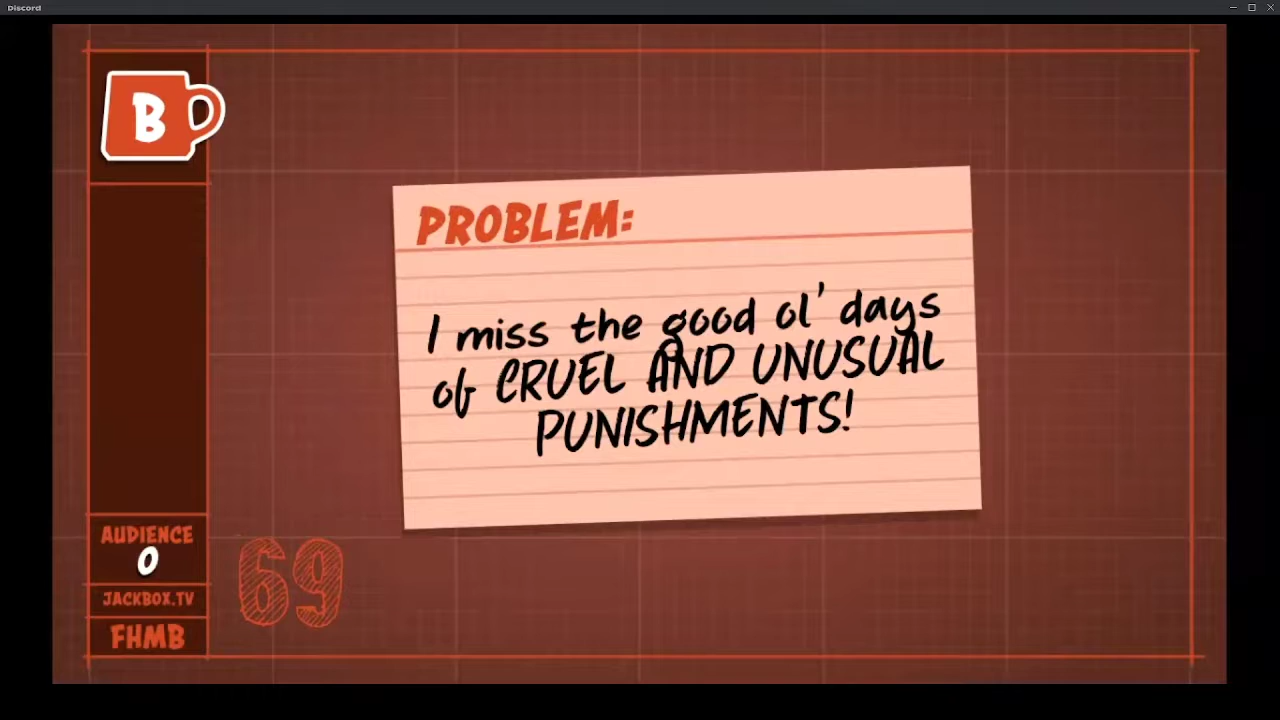 Discord
B
PROBLEM:
I miss the good ol' days
of CRUEL AND UNUSUAL
PUNISHMENTS!
AUDIENCE
0
JACKBOX.TV
FHMB
69